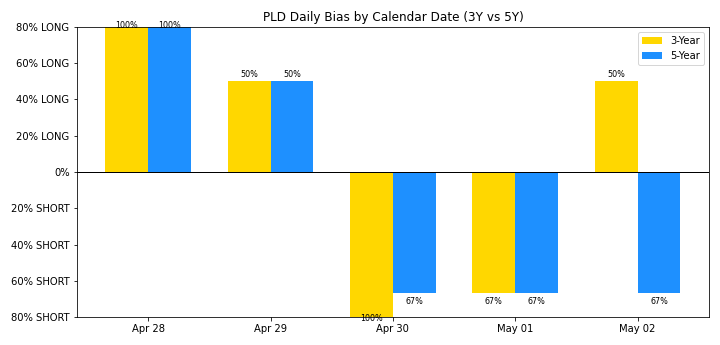 PLD Daily Bias by Calendar Date (3Y vs 5Y)
80% LONG
60% LONG
40% LONG
20% LONG
0%
20% SHORT
40% SHORT
60% SHORT
80% SHORT
100% 100%
50% 50%
100% 67%
67% 67%
50% 67%
3-Year
5-Year
Apr 28 Apr 29 Apr 30 May 01 May 02